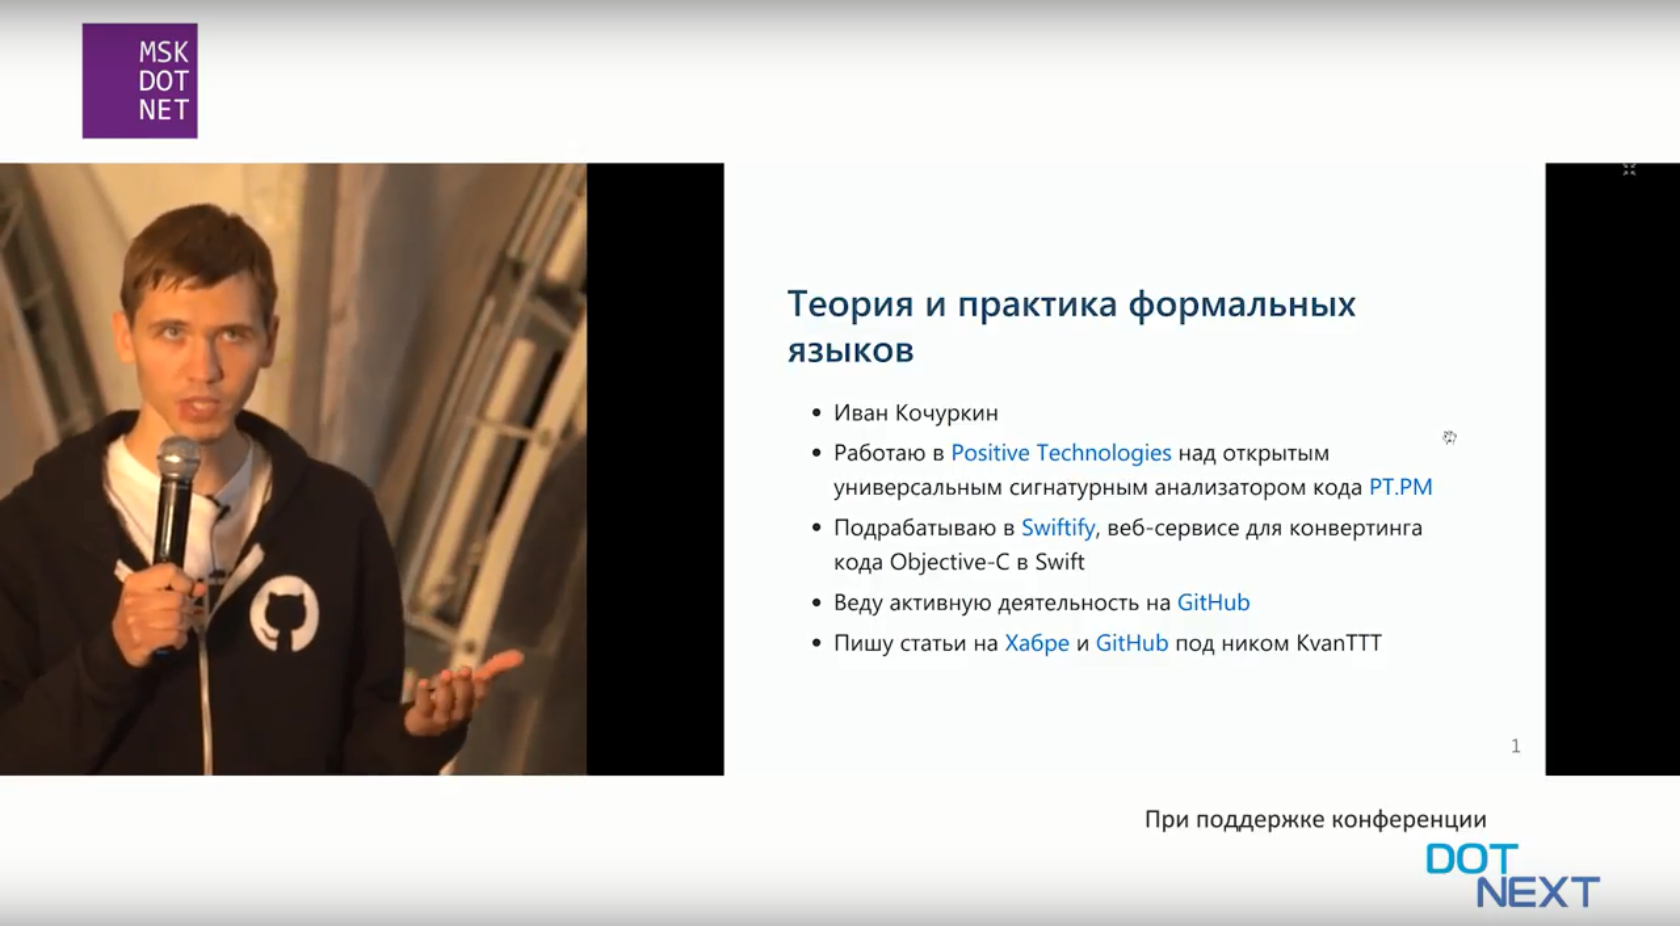 MSK
DOT
NET
Теория и практика формальных
языков
• Иван Кочуркин
• Работаю в Positive Technologies над открытым
универсальным сигнатурным анализатором кода PT.PM
• Подрабатываю в Swiftify, веб-сервисе для конвертинга
кода Objective-C в Swift
• Веду активную деятельность на GitHub
• Пишу статьи на Хабре и GitHub под ником KvanTTT
1
При поддержке конференции
DOT
NEXT